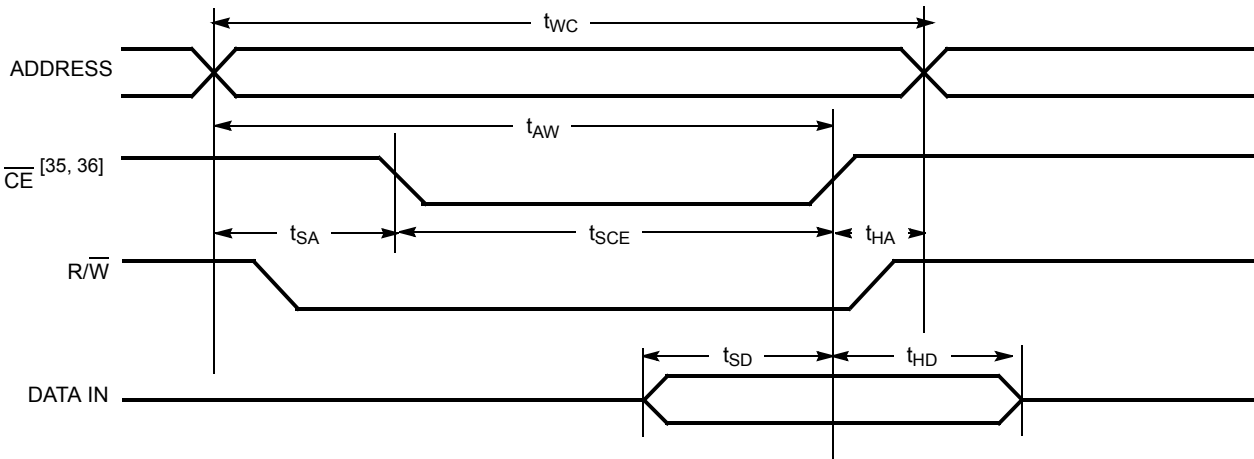 tWC
ADDRESS
tAW
CE [35, 36]
tSA tSCE tHA
R/W
tSD tHD
DATA IN